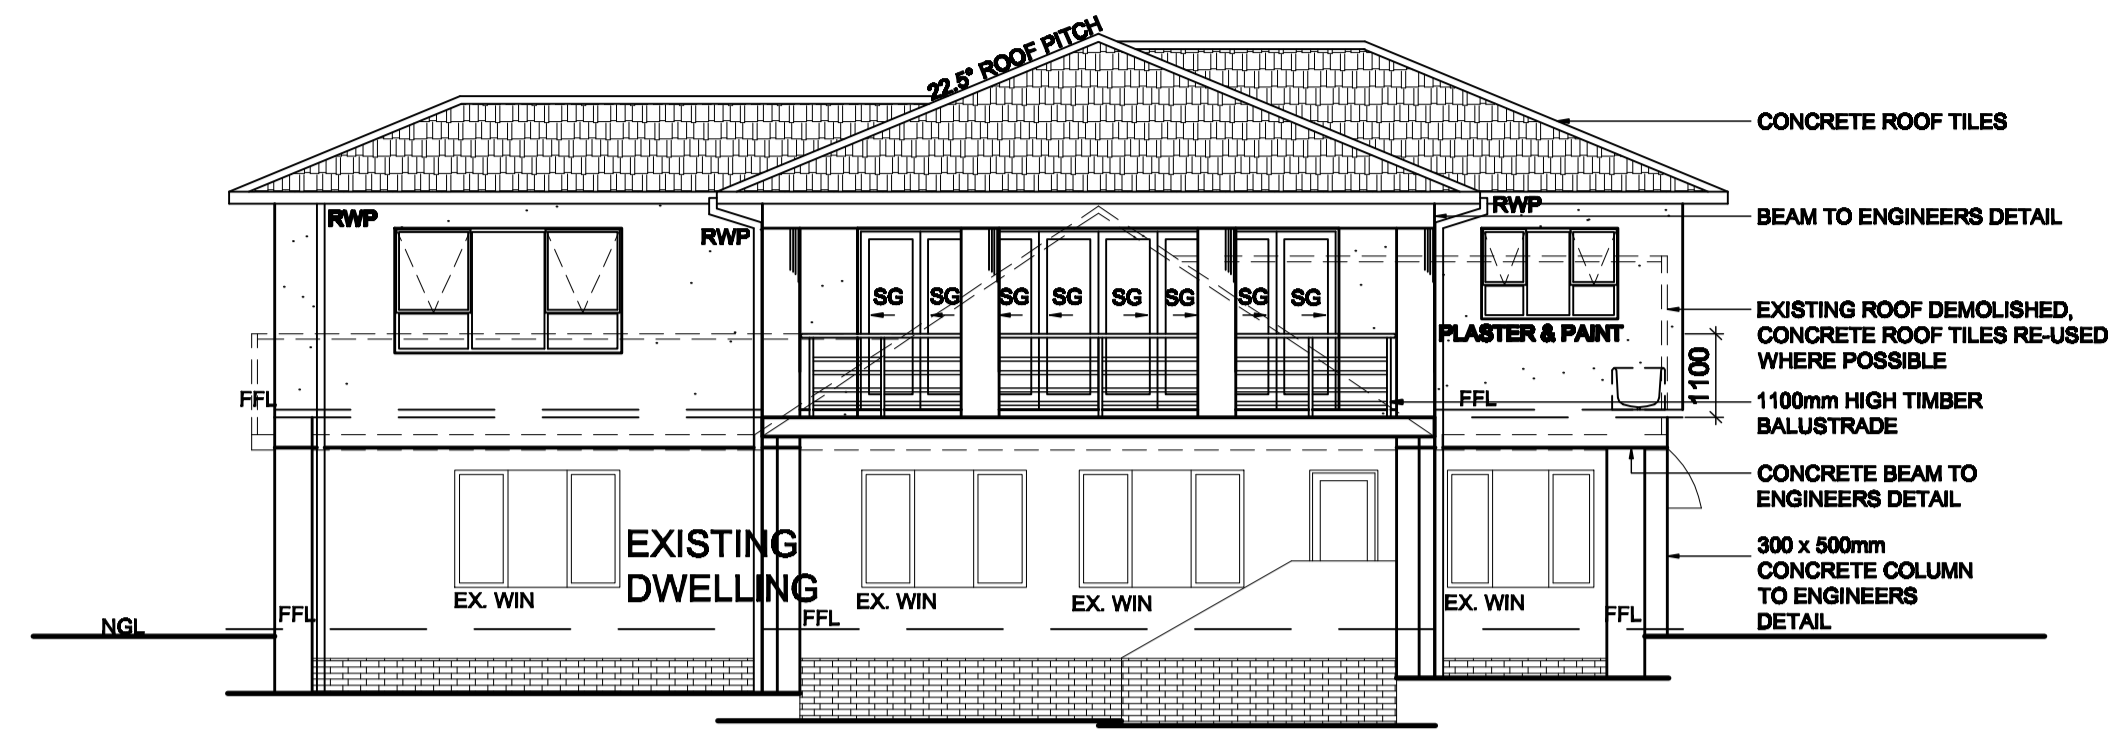 22.5° ROOF PITCH
CONCRETE ROOF TILES
RWP
RWP
RWP
BEAM TO ENGINEERS DETAIL
SG SG SG SG SG SG SG SG
EXISTING ROOF DEMOLISHED,
CONCRETE ROOF TILES RE-USED
WHERE POSSIBLE
PLASTER & PAINT
1100
FFL
FFL
1100mm HIGH TIMBER
BALUSTRADE
CONCRETE BEAM TO
ENGINEERS DETAIL
EXISTING
DWELLING
300 x 500mm
CONCRETE COLUMN
TO ENGINEERS
DETAIL
EX. WIN
EX. WIN
EX. WIN
EX. WIN
NGL
FFL
FFL
FFL